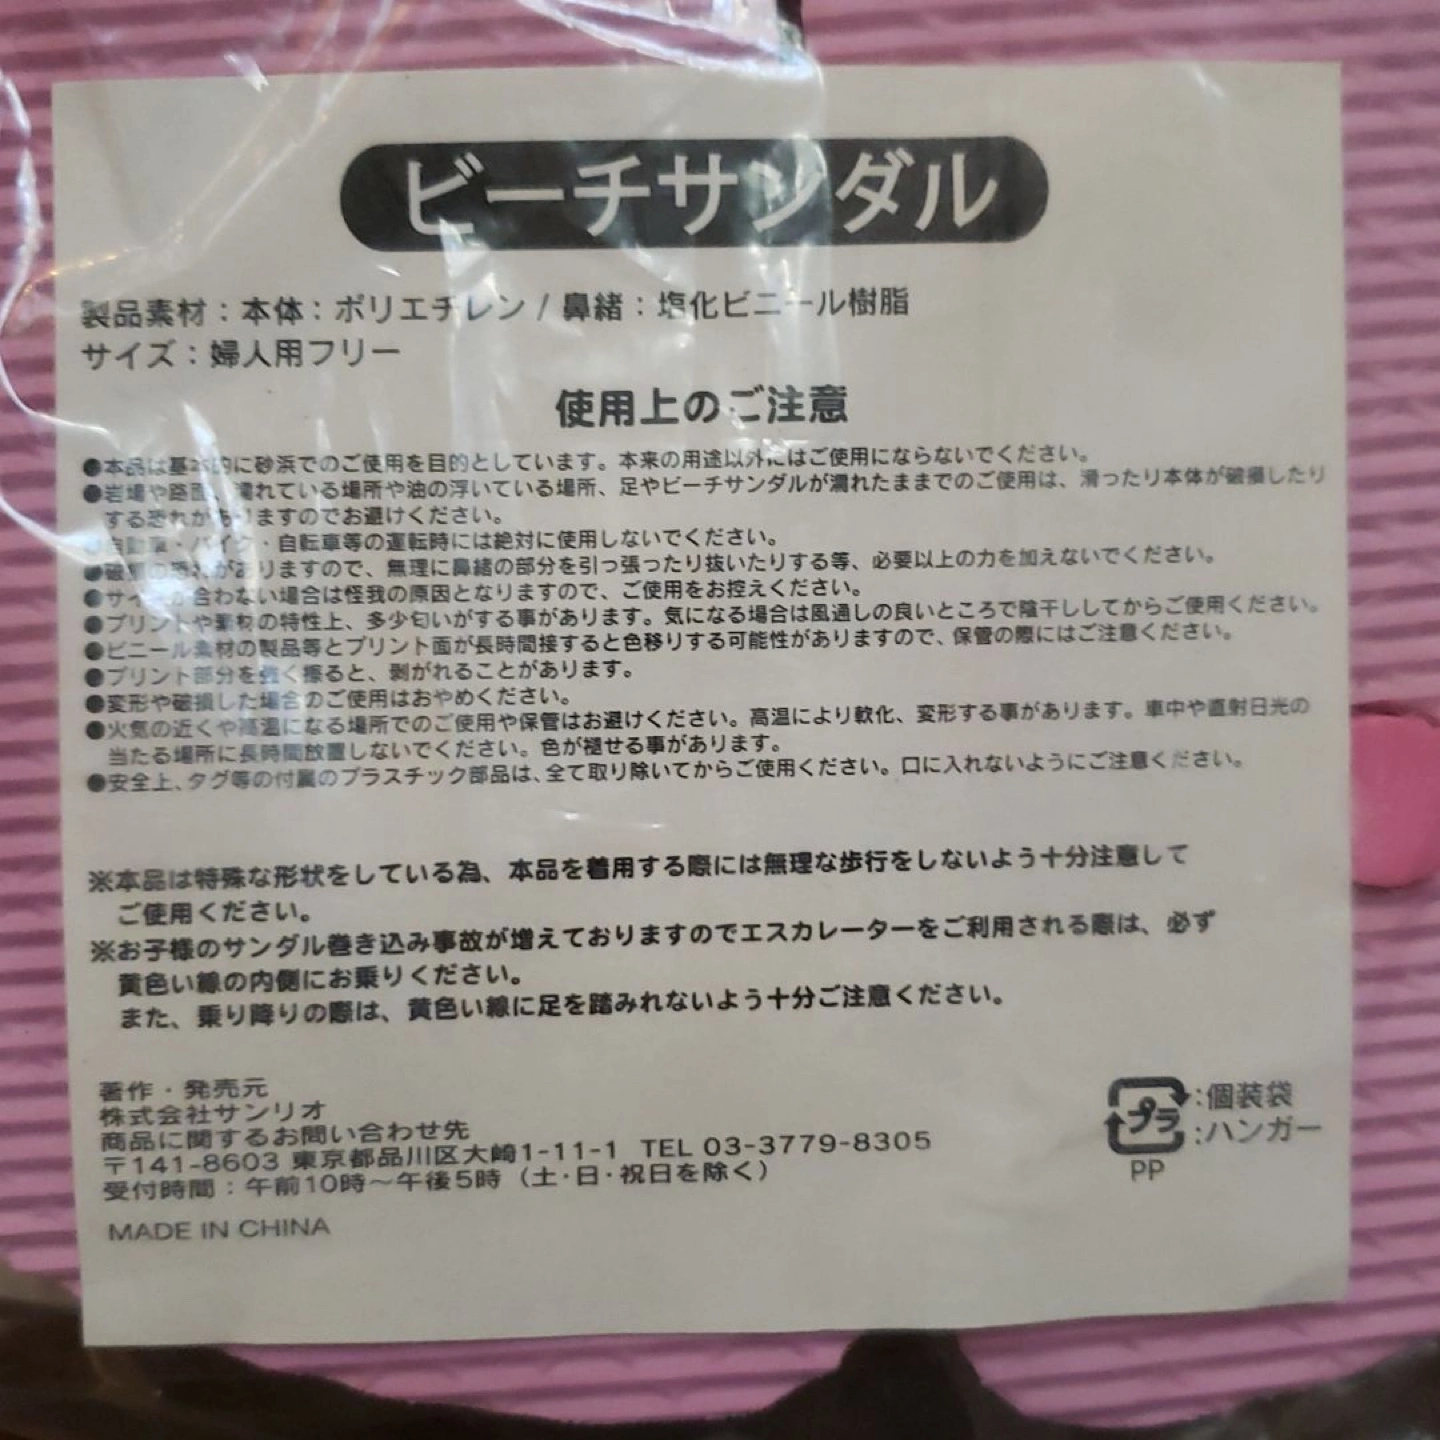 ビーチサンダル
製品素材：本体：ポリエチレン / 鼻緒：塩化ビニール樹脂
サイズ：婦人用フリー
使用上のご注意
●本品は基本的に砂浜でのご使用を目的としています。本来の用途以外にはご使用にならないでください。
●岩場や路面、濡れている場所や油の浮いている場所、足やビーチサンダルが濡れたままでのご使用は、滑ったり本体が破損したり
する恐れがありますのでお避けください。
●自動車・バイク・自転車等の運転時には絶対に使用しないでください。
●破損の恐れがありますので、無理に鼻緒の部分を引っ張ったり抜いたりする等、必要以上の力を加えないでください。
●サイズが合わない場合は怪我の原因となりますので、ご使用をお控えください。
●プリントや素材の特性上、多少匂いがする事があります。気になる場合は風通しの良いところで陰干ししてからご使用ください。
●ビニール素材の製品等とプリント面が長時間接すると色移りする可能性がありますので、保管の際にはご注意ください。
●プリント部分を強く擦ると、剥がれることがあります。
●変形や破損した場合のご使用はおやめください。
●火気の近くや高温になる場所でのご使用や保管はお避けください。高温により軟化、変形する事があります。車中や直射日光の
当たる場所に長時間放置しないでください。色が褪せる事があります。
●安全上、タグ等の付属のプラスチック部品は、全て取り除いてからご使用ください。口に入れないようにご注意ください。
※本品は特殊な形状をしている為、本品を着用する際には無理な歩行をしないよう十分注意して
ご使用ください。
※お子様のサンダル巻き込み事故が増えておりますのでエスカレーターをご利用される際は、必ず
黄色い線の内側にお乗りください。
また、乗り降りの際は、黄色い線に足を踏みれないよう十分ご注意ください。
著作・発売元
株式会社サンリオ
商品に関するお問い合わせ先
〒141-8603 東京都品川区大崎1-11-1 TEL 03-3779-8305
受付時間：午前10時～午後5時（土・日・祝日を除く）
MADE IN CHINA
プラ
：個装袋
：ハンガー
PP